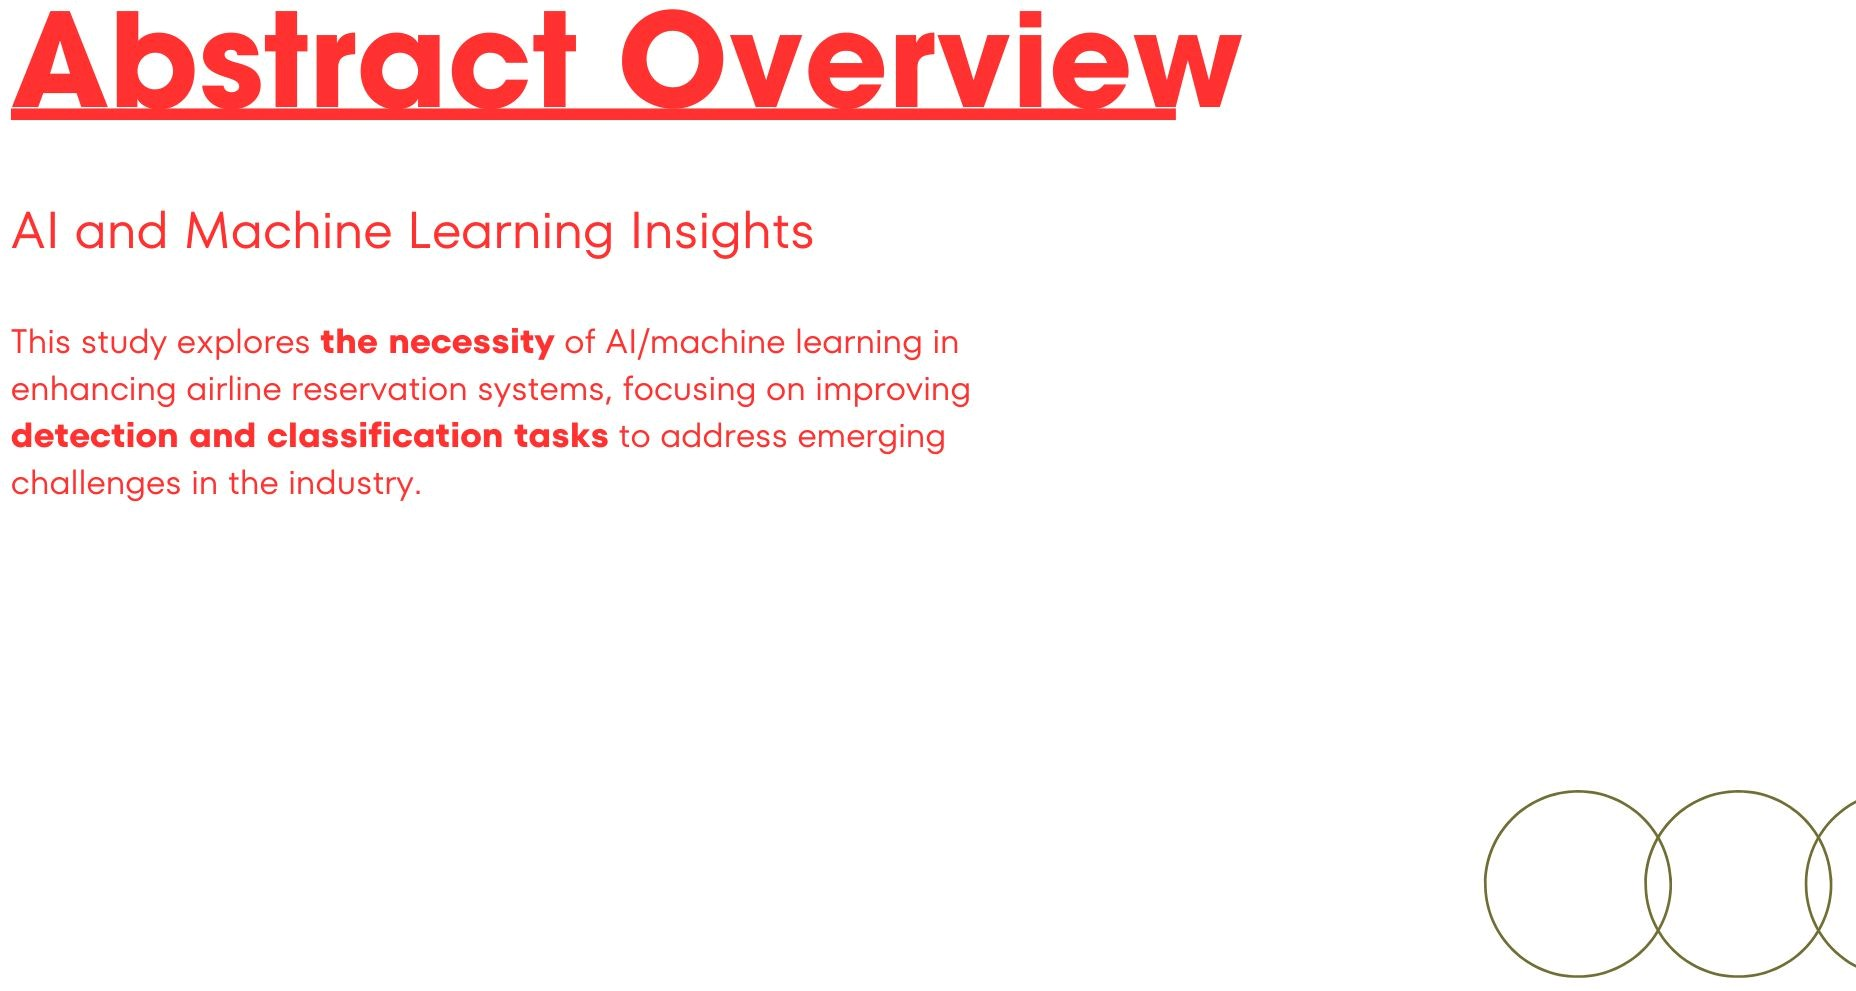 Abstract Overview
AI and Machine Learning Insights
This study explores the necessity of AI/machine learning in
enhancing airline reservation systems, focusing on improving
detection and classification tasks to address emerging
challenges in the industry.